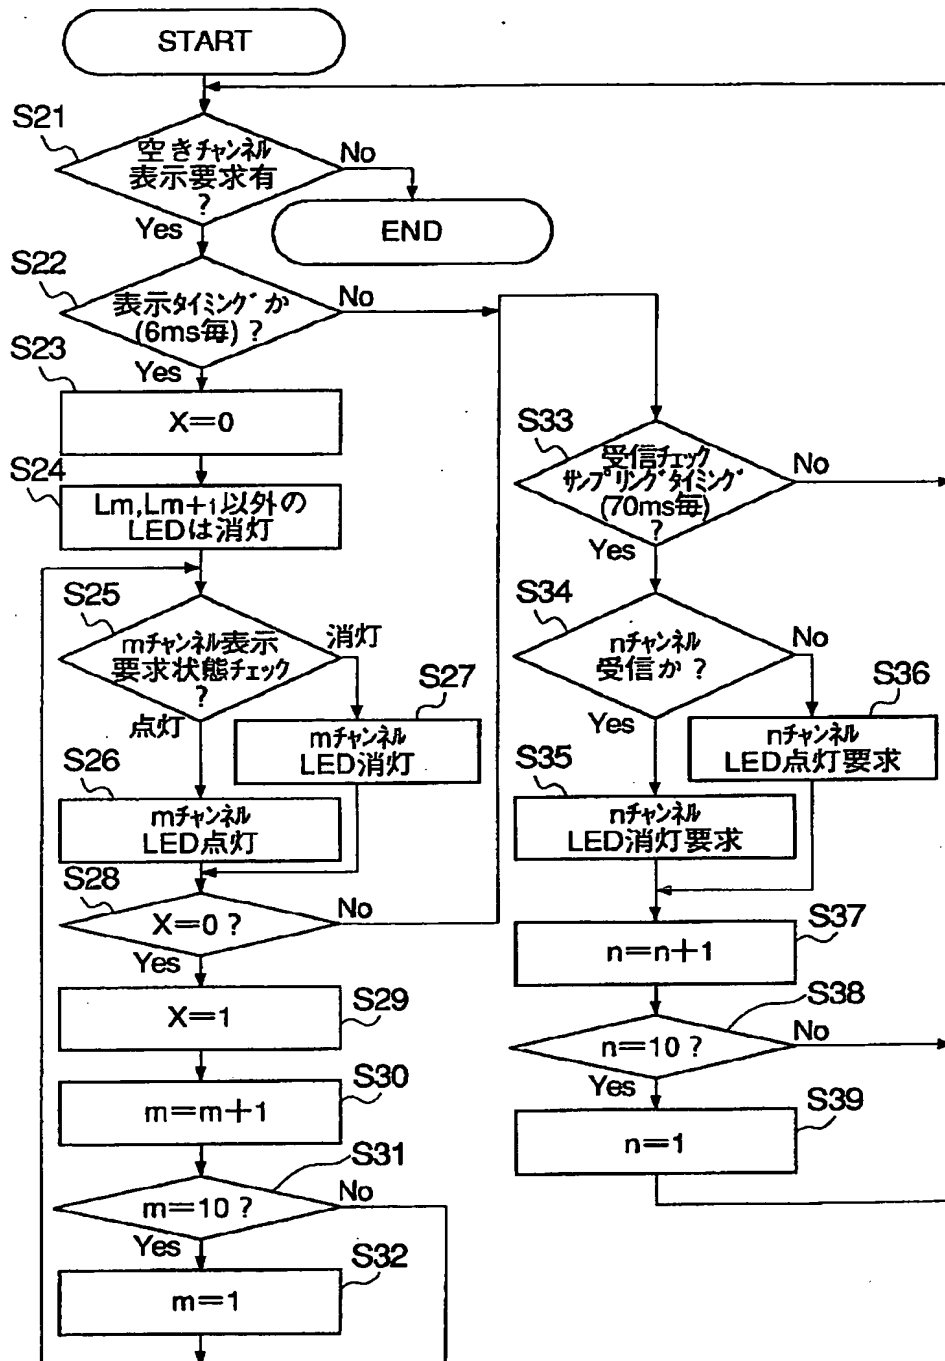 START
S21
空きチャンネル
表示要求有
?
No
Yes
END
S22
表示タイミングか
(6ms毎) ?
No
Yes
S23
X=0
S24
Lm,Lm+1以外の
LEDは消灯
S25
mチャンネル表示
要求状態チェック
?
消灯
点灯
S27
mチャンネル
LED消灯
S26
mチャンネル
LED点灯
S28
X=0 ?
No
Yes
S29
X=1
S30
m=m+1
S31
m=10 ?
No
Yes
S32
m=1
S33
受信チェック
サンプリングタイミング
(70ms毎)
?
No
Yes
S34
nチャンネル
受信か ?
No
Yes
S36
nチャンネル
LED点灯要求
S35
nチャンネル
LED消灯要求
S37
n=n+1
S38
n=10 ?
No
Yes
S39
n=1